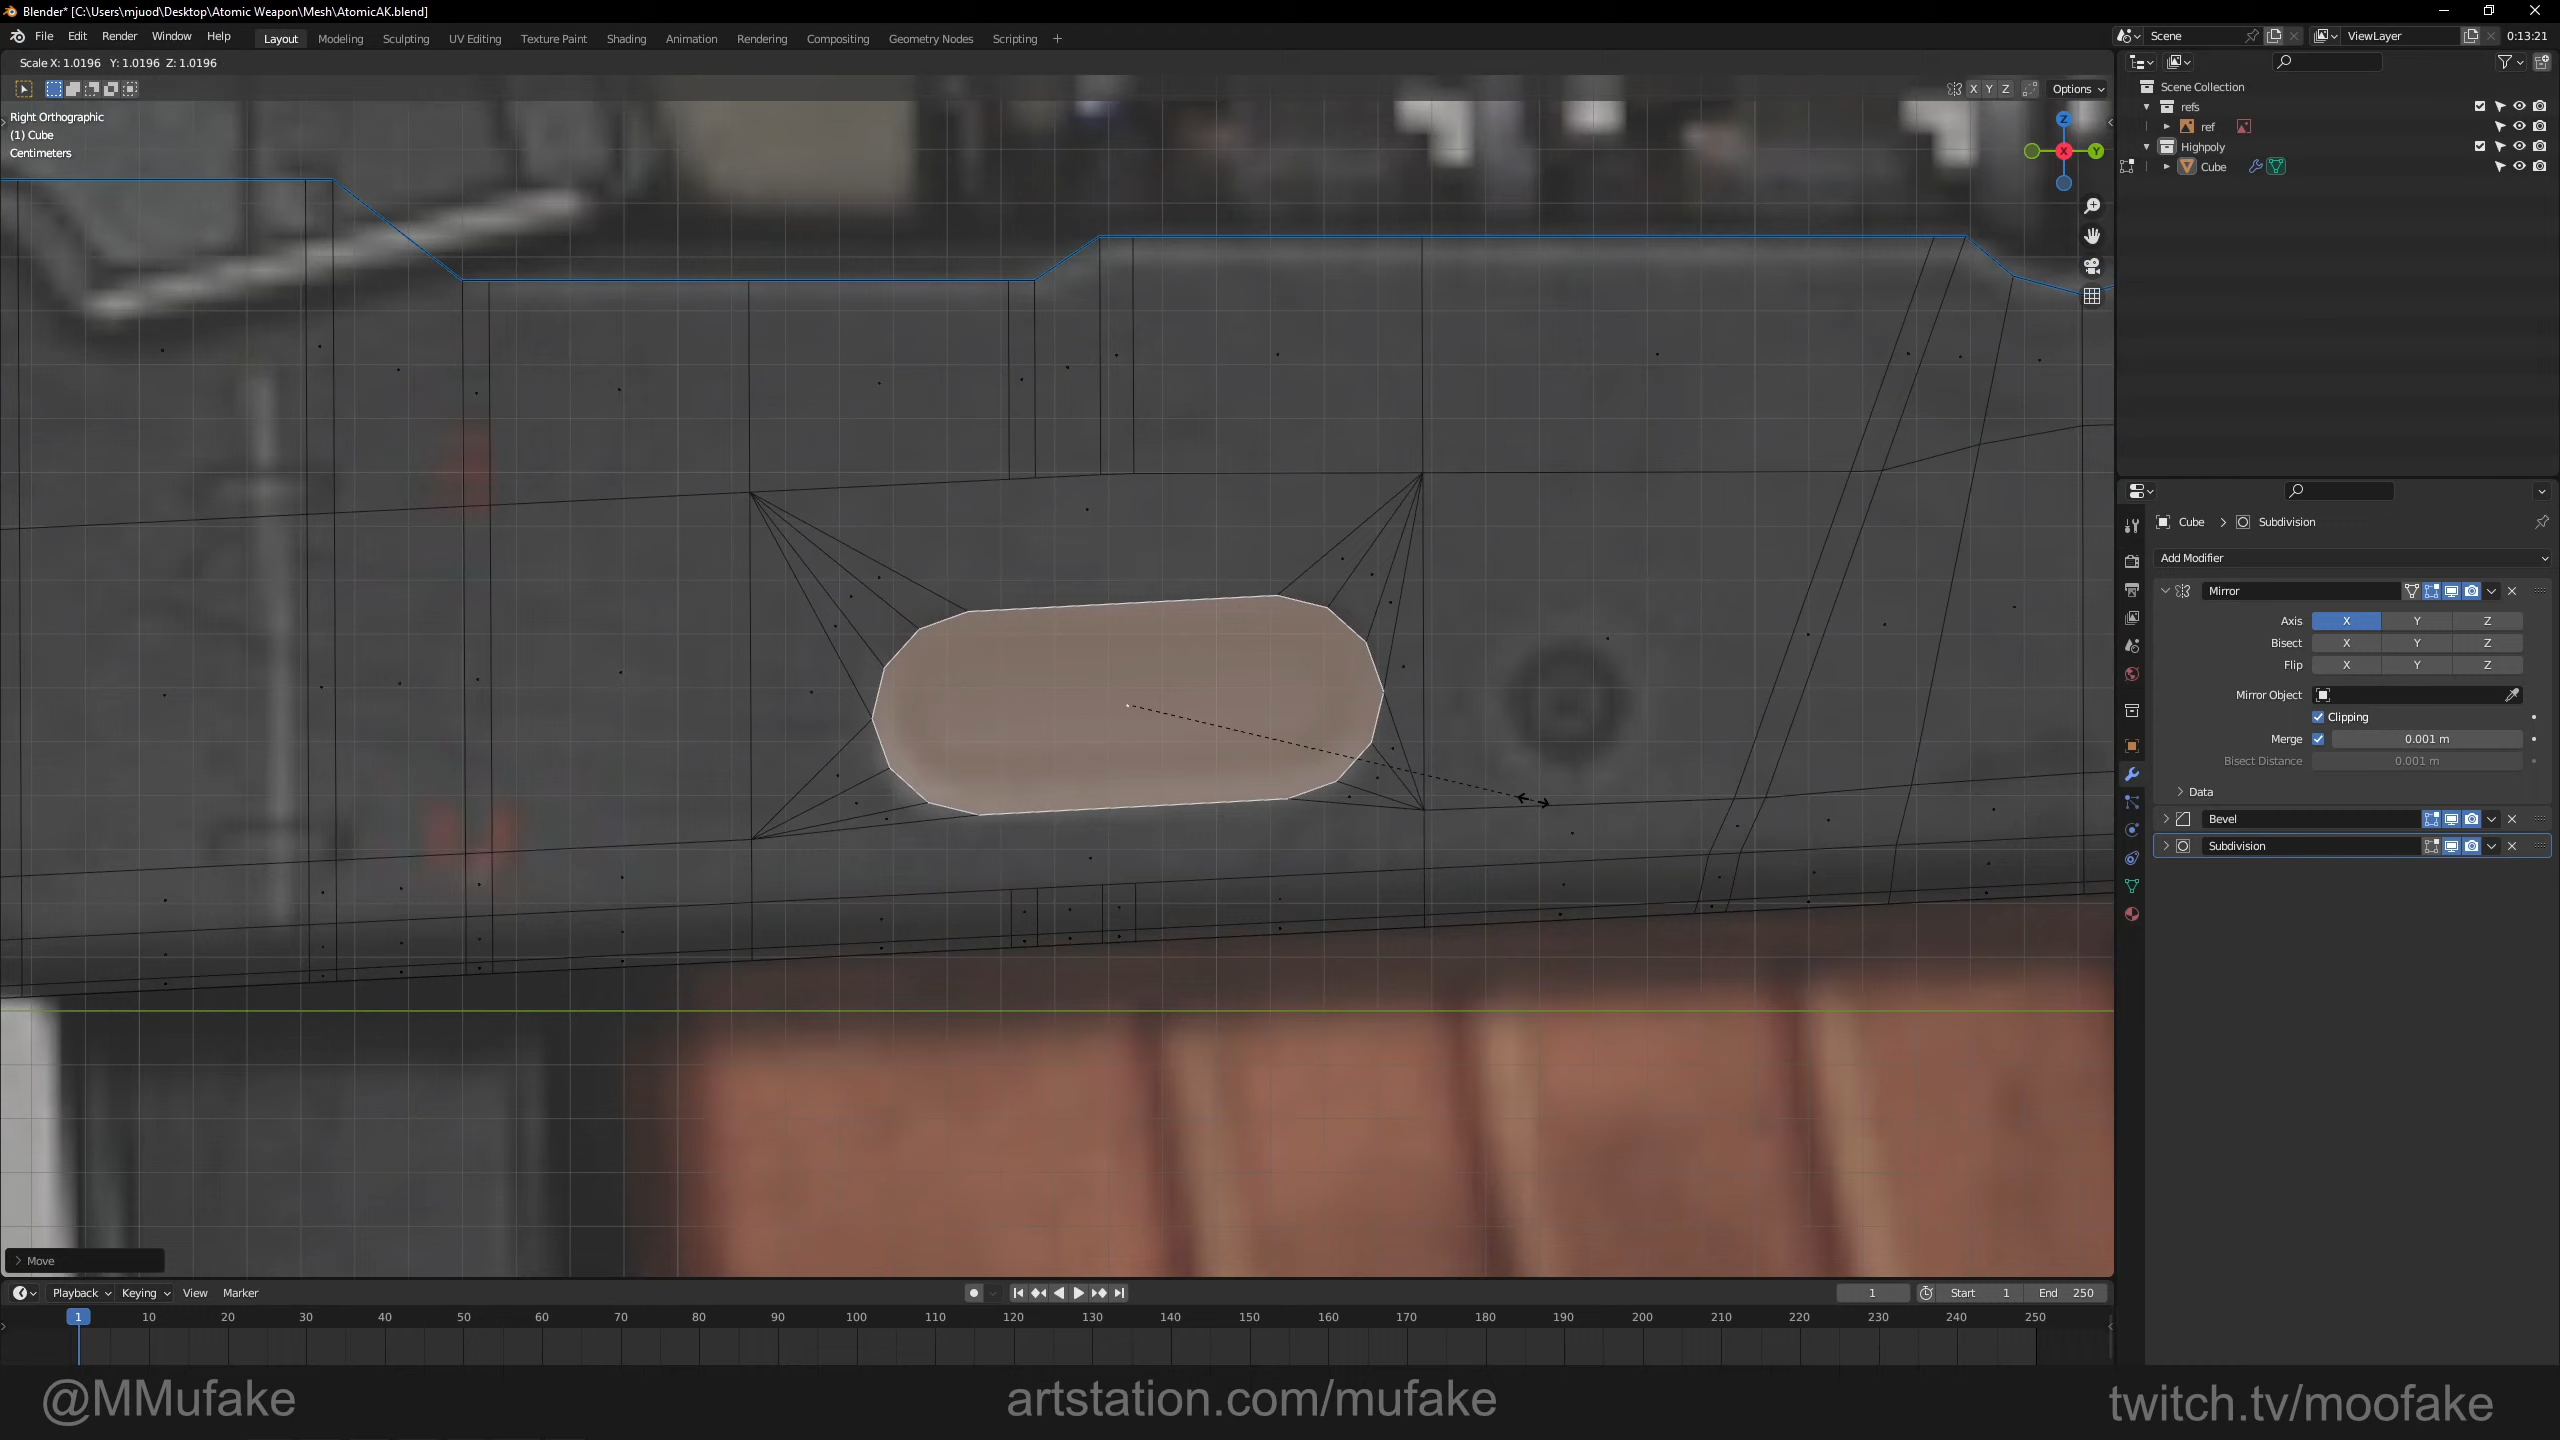 Blender* [C:\Users\mjuod\Desktop\Atomic Weapon\Mesh\AtomicAK.blend]
File Edit Render Window Help Layout Modeling Sculpting UV Editing Texture Paint Shading Animation Rendering Compositing Geometry Nodes Scripting + Scene ViewLayer 0:13:21
Scale X: 1.0196 Y: 1.0196 Z: 1.0196
X Y Z Options
Right Orthographic
(1) Cube
Centimeters
Z
X Y
Scene Collection
refs
ref
Highpoly
Cube
Cube > Subdivision
Add Modifier
Mirror
Axis X Y Z
Bisect X Y Z
Flip X Y Z
Mirror Object
Clipping
Merge 0.001 m
Bisect Distance 0.001 m
Data
Bevel
Subdivision
> Move
Playback Keying View Marker 1 Start 1 End 250
1 10 20 30 40 50 60 70 80 90 100 110 120 130 140 150 160 170 180 190 200 210 220 230 240 250
@MMufake artstation.com/mufake twitch.tv/moofake